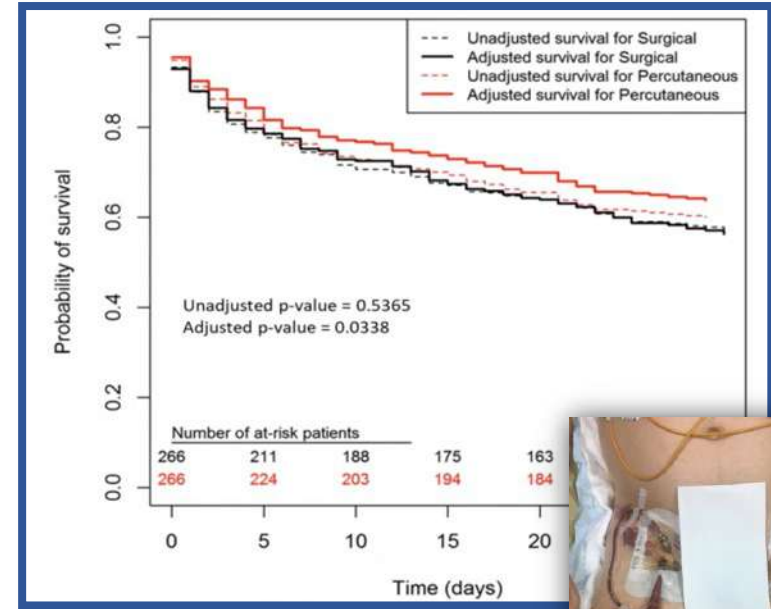 Unadjusted survival for Surgical
Adjusted survival for Surgical
Unadjusted survival for Percutaneous
Adjusted survival for Percutaneous
Probability of survival
1.0
0.8
0.6
0.4
0.2
0.0
Unadjusted p-value = 0.5365
Adjusted p-value = 0.0338
Number of at-risk patients
266 211 188 175 163
266 224 203 194 184
0 5 10 15 20
Time (days)